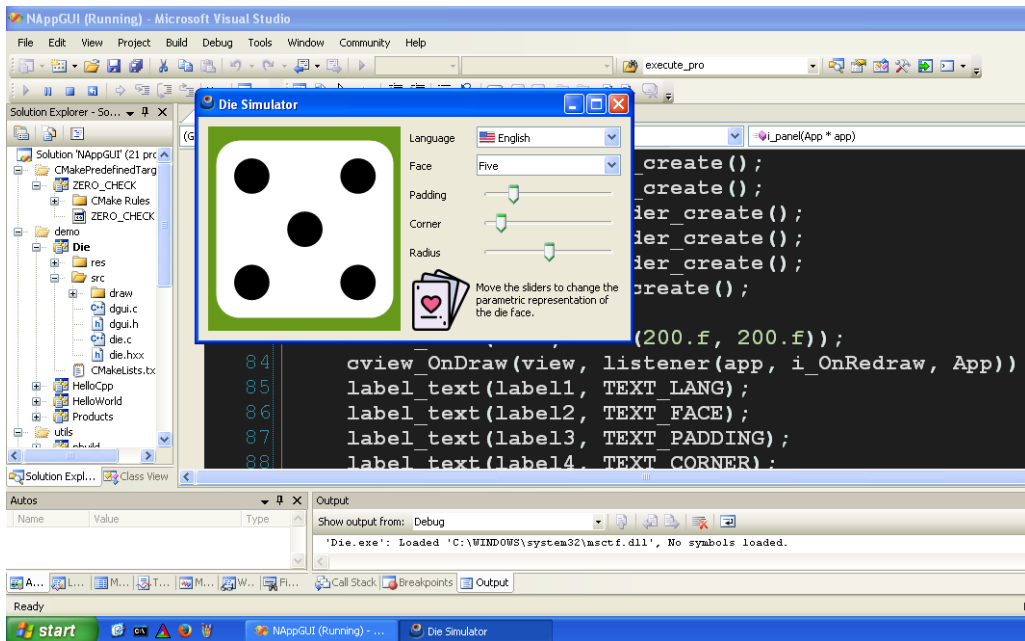 NAppGUI (Running) - Microsoft Visual Studio
File Edit View Project Build Debug Tools Window Community Help
execute_pro
Solution Explorer - So...
Solution 'NAppGUI' (21 proj
CMakePredefinedTarg
ZERO_CHECK
CMake Rules
ZERO_CHECK
demo
Die
res
src
draw
dgui.c
dgui.h
die.c
die.hxx
CMakeLists.tx
HelloCpp
HelloWorld
Products
utils
Solution Expl... Class View
Die Simulator
Language English
Face Five
Padding
Corner
Radius
Move the sliders to change the
parametric representation of
the die face.
i_panel(App * app)
_create();
_create();
der_create();
der_create();
der_create();
create();
(200.f, 200.f));
84 cview_OnDraw(view, listener(app, i_OnRedraw, App))
85 label_text(label1, TEXT_LANG);
86 label_text(label2, TEXT_FACE);
87 label_text(label3, TEXT_PADDING);
88 label_text(label4, TEXT_CORNER);
Autos
Name Value Type
Output
Show output from: Debug
'Die.exe': Loaded 'C:\WINDOWS\system32\msctf.dll', No symbols loaded.
A... L... M... T... M... W... Fi...
Call Stack Breakpoints Output
Ready
start NAppGUI (Running) - ... Die Simulator